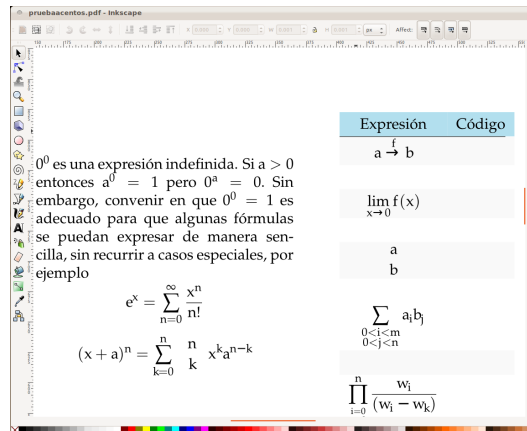 pruebaacentos.pdf - Inkscape
Affect:
px
0⁰ es una expresión indefinida. Si a > 0
entonces a⁰ = 1 pero 0ᵃ = 0. Sin
embargo, convenir en que 0⁰ = 1 es
adecuado para que algunas fórmulas
se puedan expresar de manera sen-
cilla, sin recurrir a casos especiales, por
ejemplo
eˣ = ∑_{n=0}^{∞} xⁿ/n!
(x + a)ⁿ = ∑_{k=0}^{n} n k xᵏaⁿ⁻ᵏ
Expresión Código
a →^f b
lim_{x→0} f(x)
a
b
∑_{0<i<m 0<j<n} aᵢbⱼ
∏_{i=0}^{n} wᵢ/(wᵢ − wₖ)